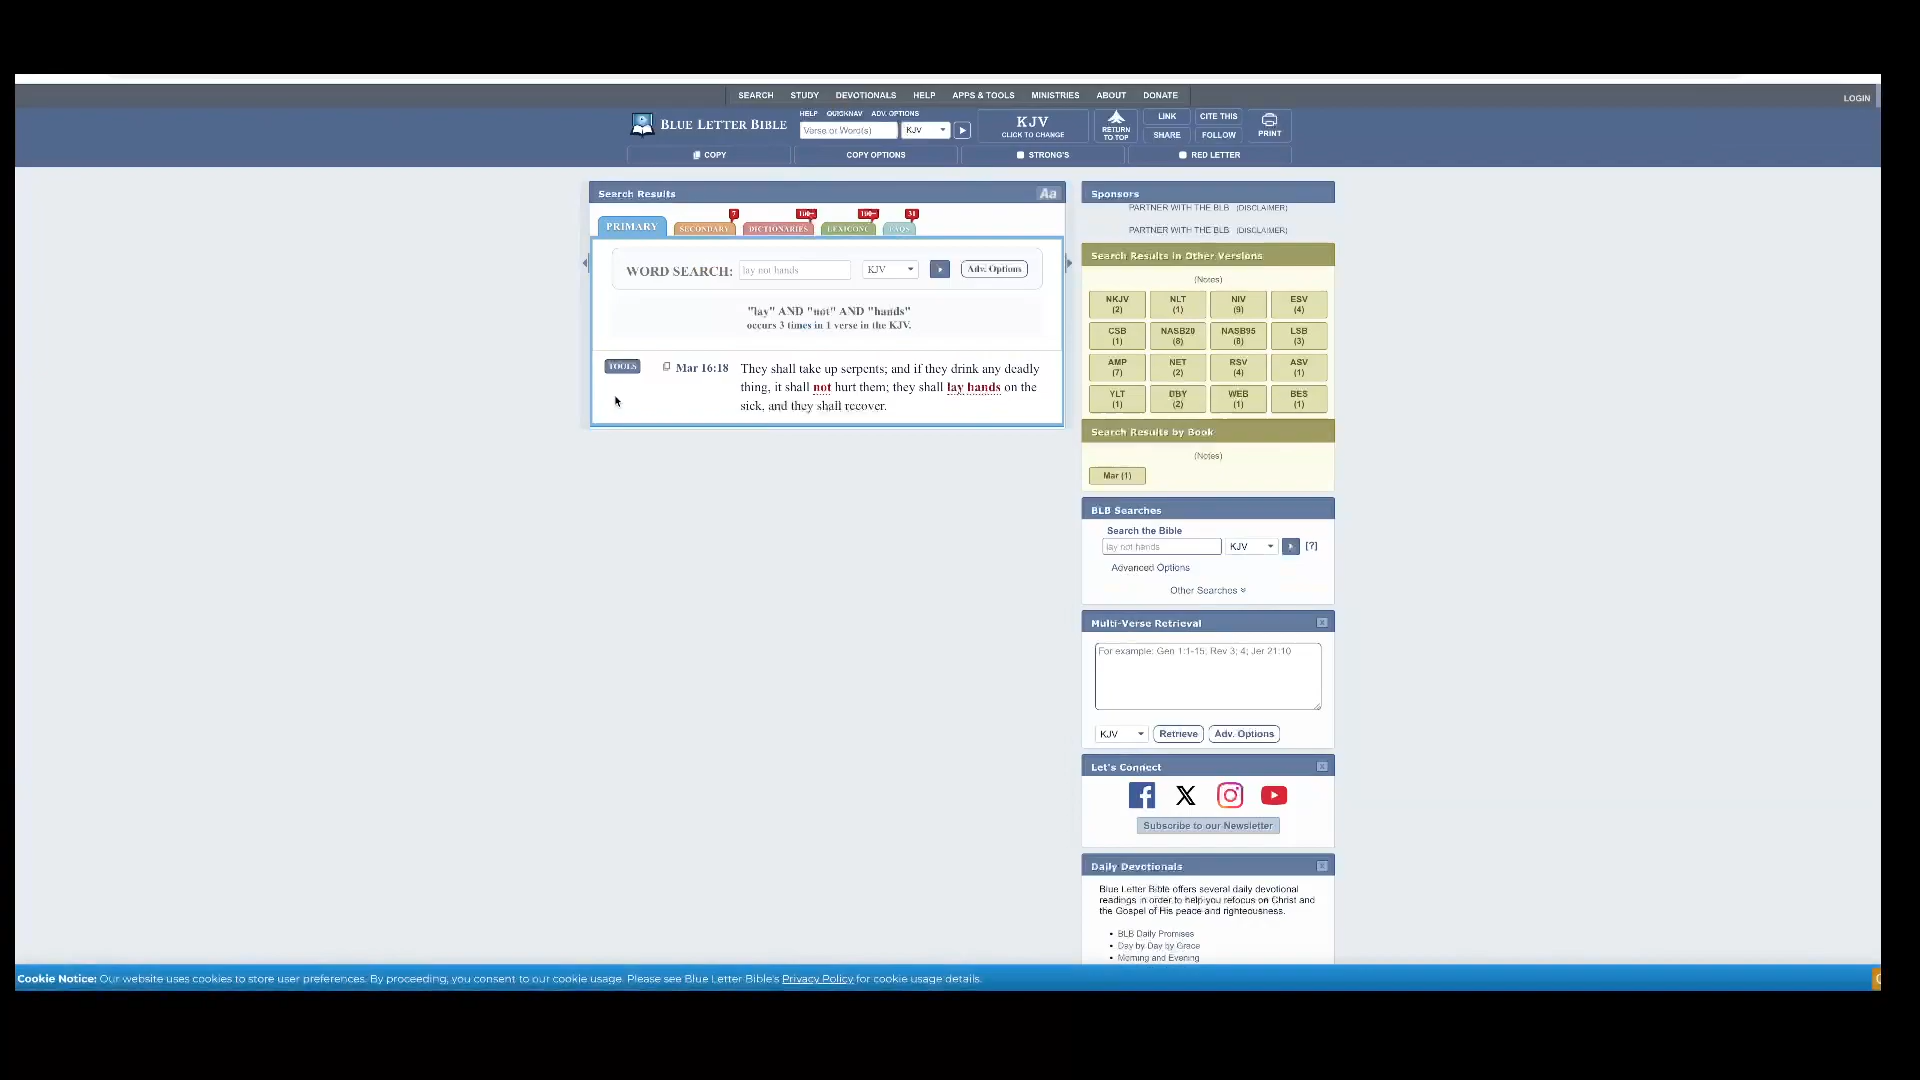 SEARCH STUDY DEVOTIONALS HELP APPS & TOOLS MINISTRIES ABOUT DONATE
LOGIN
BLUE LETTER BIBLE
HELP QUICKNAV ADV. OPTIONS
Verse or Word(s) KJV
KJV
CLICK TO CHANGE
RETURN
TO TOP
LINK CITE THIS
SHARE FOLLOW
PRINT
COPY COPY OPTIONS STRONG'S RED LETTER
Search Results Aa
7 100+ 100+ 31
PRIMARY SECONDARY DICTIONARIES LEXICONC FAQS
WORD SEARCH: lay not hands KJV Adv. Options
"lay" AND "not" AND "hands"
occurs 3 times in 1 verse in the KJV.
TOOLS Mar 16:18 They shall take up serpents; and if they drink any deadly
thing, it shall not hurt them; they shall lay hands on the
sick, and they shall recover.
Sponsors
PARTNER WITH THE BLB (DISCLAIMER)
PARTNER WITH THE BLB (DISCLAIMER)
Search Results in Other Versions
(Notes)
NKJV NLT NIV ESV
(2) (1) (9) (4)
CSB NASB20 NASB95 LSB
(1) (8) (8) (3)
AMP NET RSV ASV
(7) (2) (4) (1)
YLT DBY WEB BES
(1) (2) (1) (1)
Search Results by Book
(Notes)
Mar (1)
BLB Searches
Search the Bible
lay not hands KJV [?]
Advanced Options
Other Searches
Multi-Verse Retrieval x
For example: Gen 1:1-15; Rev 3; 4; Jer 21:10
KJV Retrieve Adv. Options
Let's Connect x
Subscribe to our Newsletter
Daily Devotionals x
Blue Letter Bible offers several daily devotional
readings in order to help you refocus on Christ and
the Gospel of His peace and righteousness.
• BLB Daily Promises
• Day by Day by Grace
• Morning and Evening
Cookie Notice: Our website uses cookies to store user preferences. By proceeding, you consent to our cookie usage. Please see Blue Letter Bible's Privacy Policy for cookie usage details.